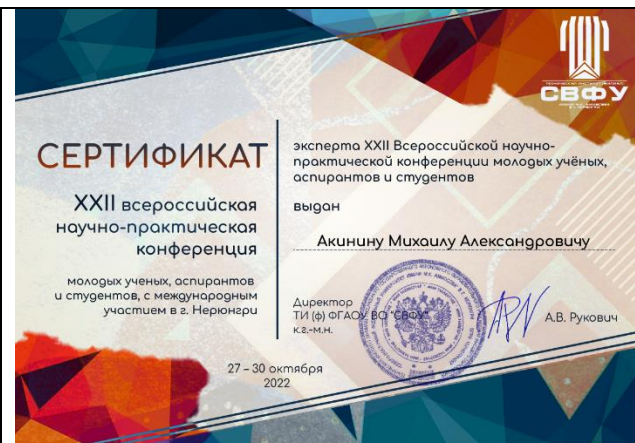 СВФУ
СЕРТИФИКАТ
XXII всероссийская
научно-практическая
конференция
молодых ученых, аспирантов
и студентов, с международным
участием в г. Нерюнгри
27 – 30 октября
2022
эксперта XXII Всероссийской научно-
практической конференции молодых учёных,
аспирантов и студентов
выдан
Акинину Михаилу Александровичу
Директор
ТИ (ф) ФГАОУ ВО "СВФУ"
к.г.-м.н.
А.В. Рукович